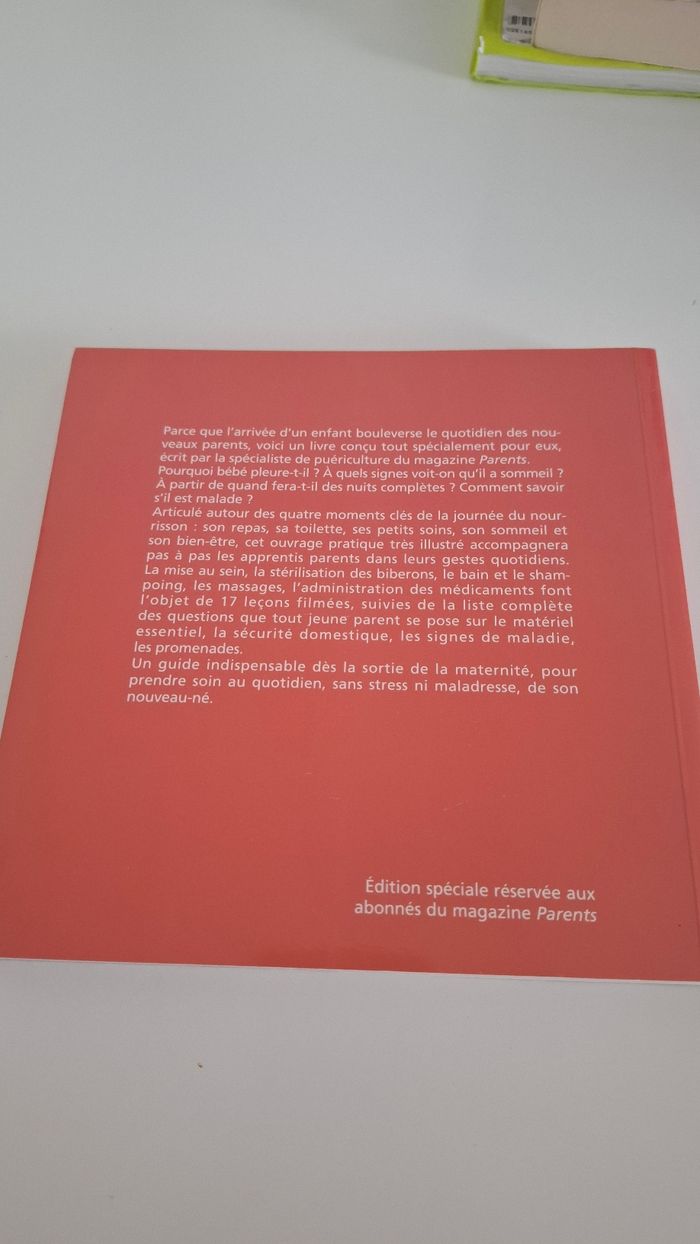 Parce que l'arrivée d'un enfant bouleverse le quotidien des nou-
veaux parents, voici un livre conçu tout spécialement pour eux,
écrit par la spécialiste de puériculture du magazine Parents.
Pourquoi bébé pleure-t-il ? À quels signes voit-on qu'il a sommeil ?
À partir de quand fera-t-il des nuits complètes ? Comment savoir
s'il est malade ?
Articulé autour des quatre moments clés de la journée du nour-
risson : son repas, sa toilette, ses petits soins, son sommeil et
son bien-être, cet ouvrage pratique très illustré accompagnera
pas à pas les apprentis parents dans leurs gestes quotidiens.
La mise au sein, la stérilisation des biberons, le bain et le sham-
poing, les massages, l'administration des médicaments font
l'objet de 17 leçons filmées, suivies de la liste complète
des questions que tout jeune parent se pose sur le matériel
essentiel, la sécurité domestique, les signes de maladie,
les promenades.
Un guide indispensable dès la sortie de la maternité, pour
prendre soin au quotidien, sans stress ni maladresse, de son
nouveau-né.
Édition spéciale réservée aux
abonnés du magazine Parents